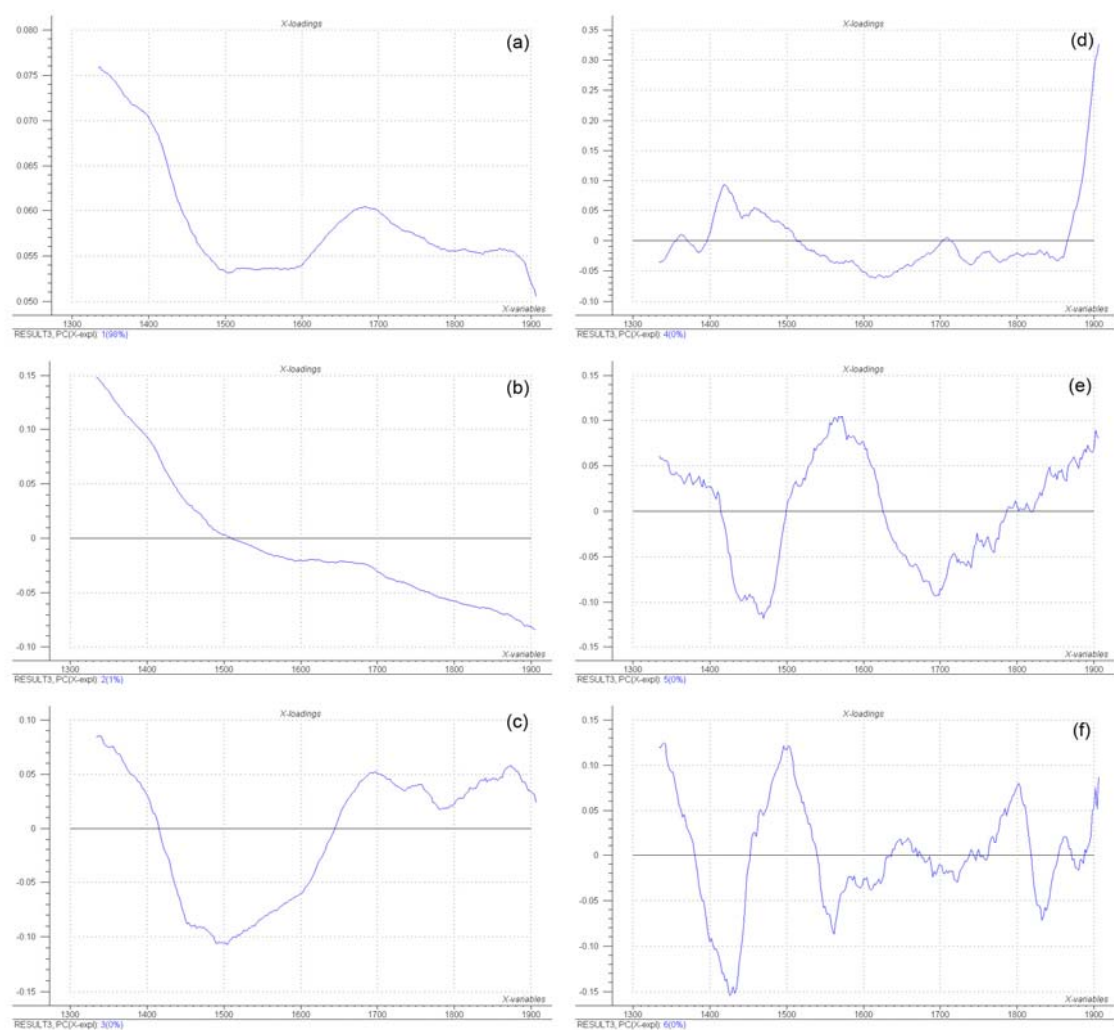 X-loadings
(a)
0.080
0.075
0.070
0.065
0.060
0.055
0.050
X-variables
1300 1400 1500 1600 1700 1800 1900
RESULT3, PC(X-expl): 1(98%)
X-loadings
(b)
0.15
0.10
0.05
0
-0.05
-0.10
X-variables
1300 1400 1500 1600 1700 1800 1900
RESULT3, PC(X-expl): 2(1%)
X-loadings
(c)
0.10
0.05
0
-0.05
-0.10
-0.15
X-variables
1300 1400 1500 1600 1700 1800 1900
RESULT3, PC(X-expl): 3(0%)
X-loadings
(d)
0.35
0.30
0.25
0.20
0.15
0.10
0.05
0
-0.05
-0.10
X-variables
1300 1400 1500 1600 1700 1800 1900
RESULT3, PC(X-expl): 4(0%)
X-loadings
(e)
0.15
0.10
0.05
0
-0.05
-0.10
-0.15
X-variables
1300 1400 1500 1600 1700 1800 1900
RESULT3, PC(X-expl): 5(0%)
X-loadings
(f)
0.15
0.10
0.05
0
-0.05
-0.10
-0.15
X-variables
1300 1400 1500 1600 1700 1800 1900
RESULT3, PC(X-expl): 6(0%)